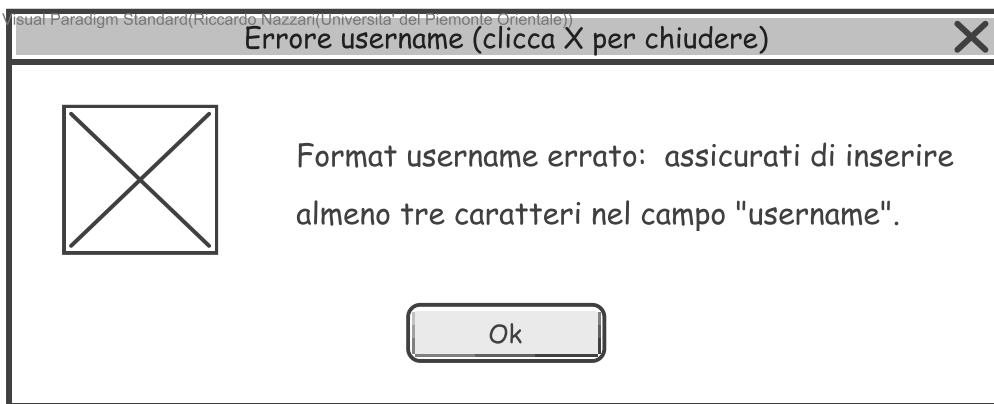 Visual Paradigm Standard(Riccardo Nazzari(Universita' del Piemonte Orientale))
Errore username (clicca X per chiudere)
Format username errato:  assicurati di inserire
almeno tre caratteri nel campo "username".
Ok